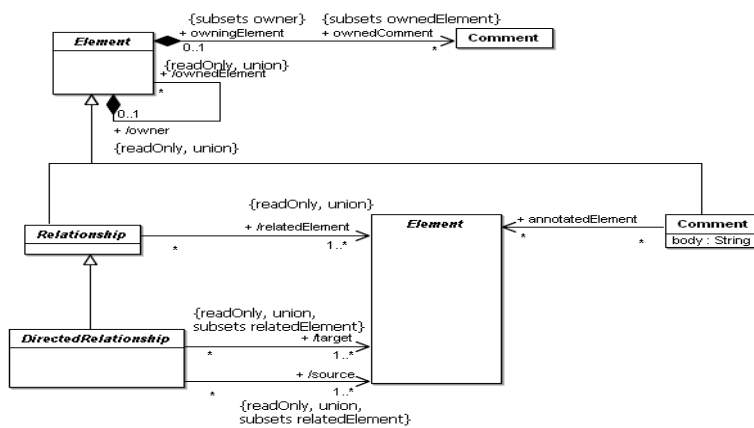 {subsets owner} {subsets ownedElement}
Element + owningElement + ownedComment Comment
0..1 *
{readOnly, union}
+ /ownedElement
*
0..1
+ /owner
{readOnly, union}
{readOnly, union}
Relationship + /relatedElement Element + annotatedElement Comment
* 1..* * * body : String
{readOnly, union,
subsets relatedElement}
DirectedRelationship + /target
* 1..*
+ /source
* 1..*
{readOnly, union,
subsets relatedElement}